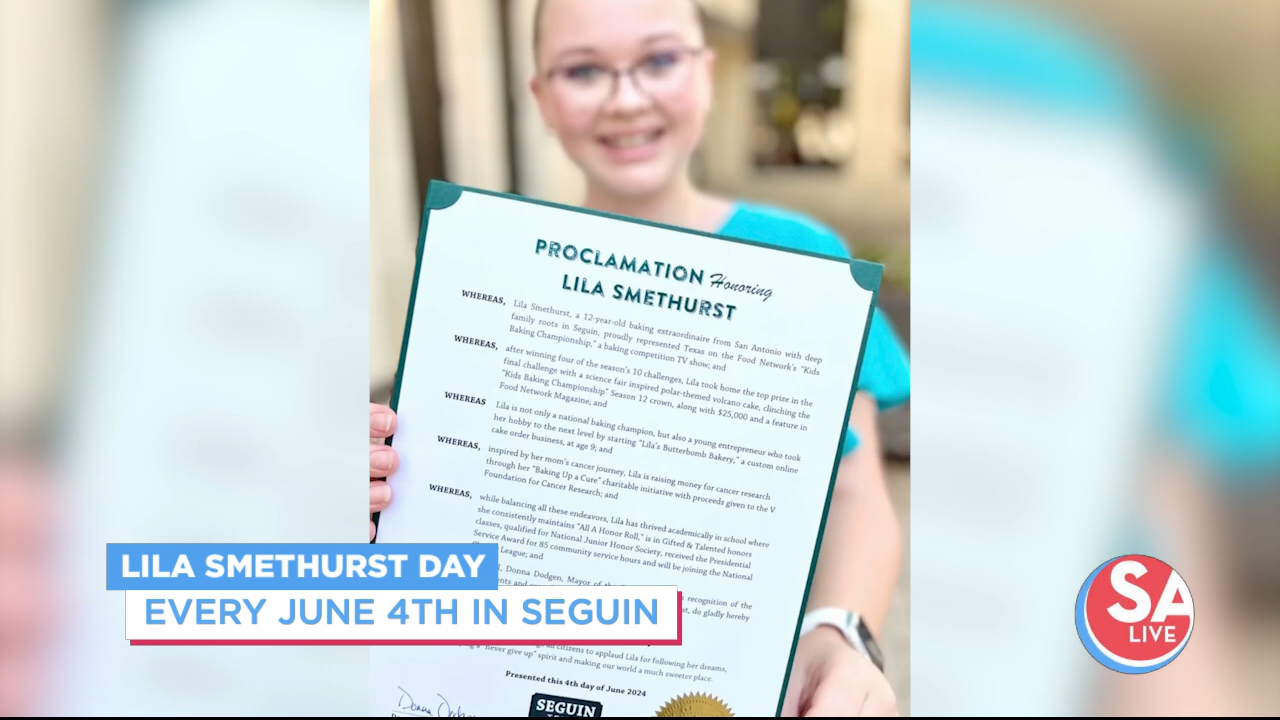 PROCLAMATION Honoring
LILA SMETHURST
WHEREAS, Lila Smethurst, a 12-year-old baking extraordinaire from San Antonio with deep
family roots in Seguin, proudly represented Texas on the Food Network's "Kids
Baking Championship," a baking competition TV show; and
WHEREAS, after winning four of the season's 10 challenges, Lila took home the top prize in the
final challenge with a science fair inspired polar-themed volcano cake, clinching the
"Kids Baking Championship" Season 12 crown, along with $25,000 and a feature in
Food Network Magazine; and
WHEREAS Lila is not only a national baking champion, but also a young entrepreneur who took
her hobby to the next level by starting "Lila's Butterbomb Bakery," a custom online
cake order business, at age 9; and
WHEREAS, inspired by her mom's cancer journey, Lila is raising money for cancer research
through her "Baking Up a Cure" charitable initiative with proceeds given to the V
Foundation for Cancer Research; and
WHEREAS, while balancing all these endeavors, Lila has thrived academically in school where
she consistently maintains "All A Honor Roll," is in Gifted & Talented honors
classes, qualified for National Junior Honor Society, received the Presidential
Service Award for 85 community service hours and will be joining the National
League; and
Donna Dodgen, Mayor of
recognition of the
do gladly hereby
LILA SMETHURST DAY
EVERY JUNE 4TH IN SEGUIN
citizens to applaud Lila for following her dreams,
"never give up" spirit and making our world a much sweeter place.
Presented this 4th day of June 2024
SEGUIN
SA
LIVE